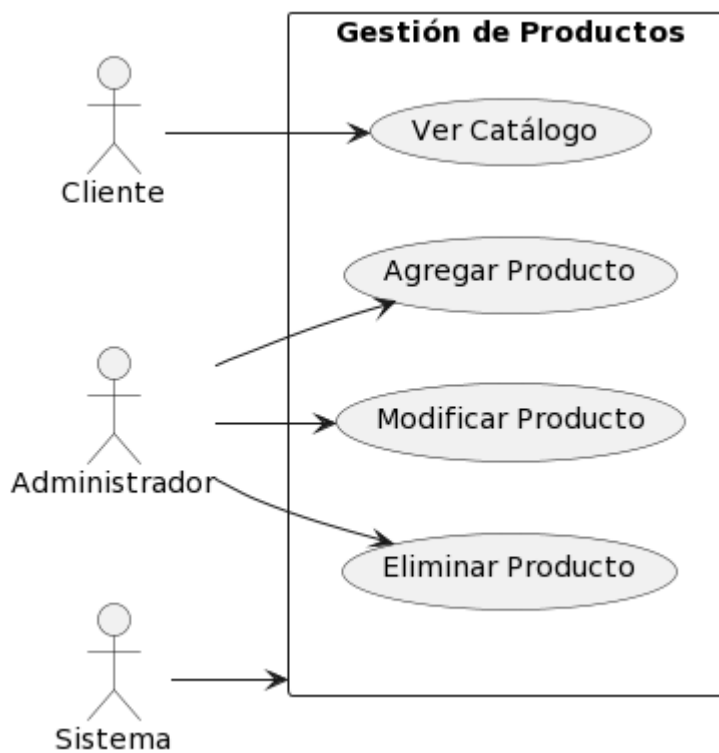 Gestión de Productos
Cliente
Ver Catálogo
Agregar Producto
Administrador
Modificar Producto
Eliminar Producto
Sistema